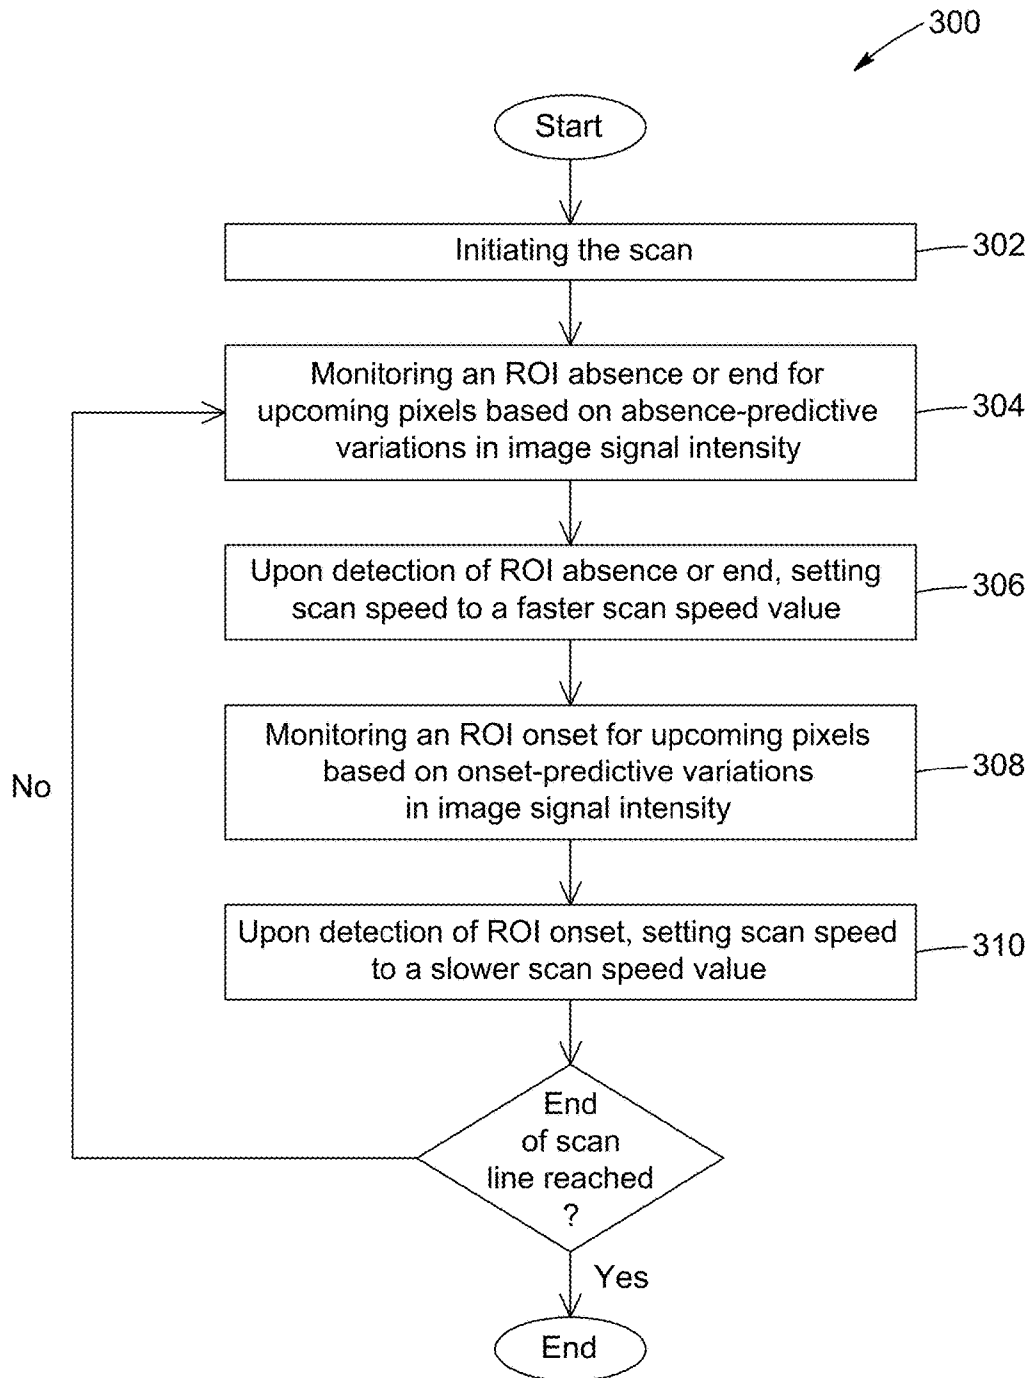 300
Start
Initiating the scan
302
Monitoring an ROI absence or end for
upcoming pixels based on absence-predictive
variations in image signal intensity
304
Upon detection of ROI absence or end, setting
scan speed to a faster scan speed value
306
Monitoring an ROI onset for upcoming pixels
based on onset-predictive variations
in image signal intensity
308
No
Upon detection of ROI onset, setting scan speed
to a slower scan speed value
310
End
of scan
line reached
?
Yes
End